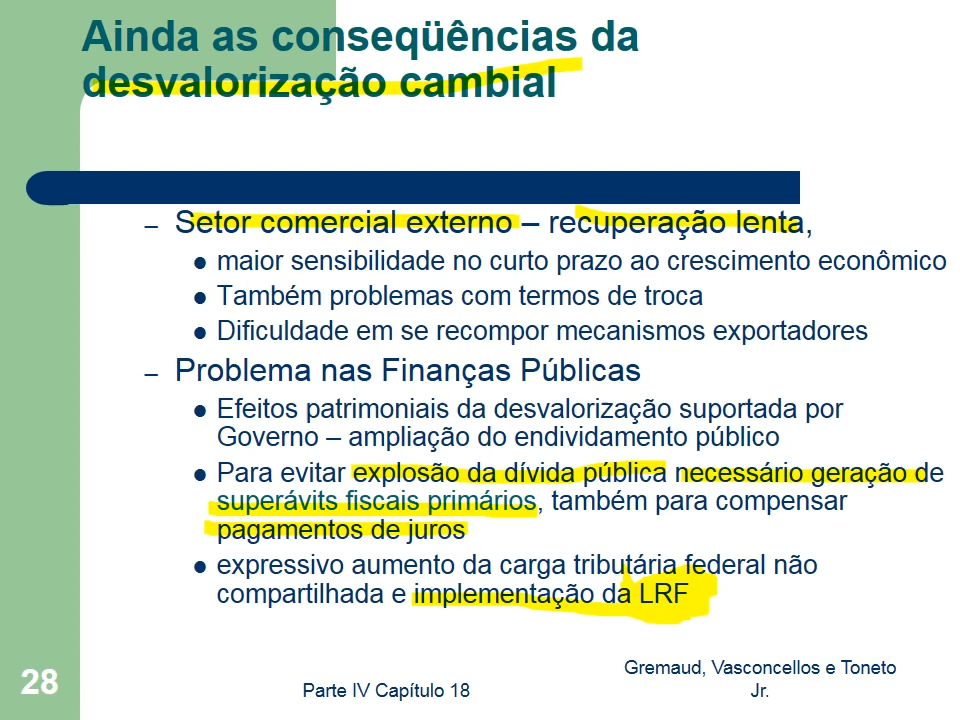 Ainda as conseqüências da
desvalorização cambial
– Setor comercial externo – recuperação lenta,
● maior sensibilidade no curto prazo ao crescimento econômico
● Também problemas com termos de troca
● Dificuldade em se recompor mecanismos exportadores
– Problema nas Finanças Públicas
● Efeitos patrimoniais da desvalorização suportada por
Governo – ampliação do endividamento público
● Para evitar explosão da dívida pública necessário geração de
superávits fiscais primários, também para compensar
pagamentos de juros
● expressivo aumento da carga tributária federal não
compartilhada e implementação da LRF
28
Parte IV Capítulo 18
Gremaud, Vasconcellos e Toneto
Jr.